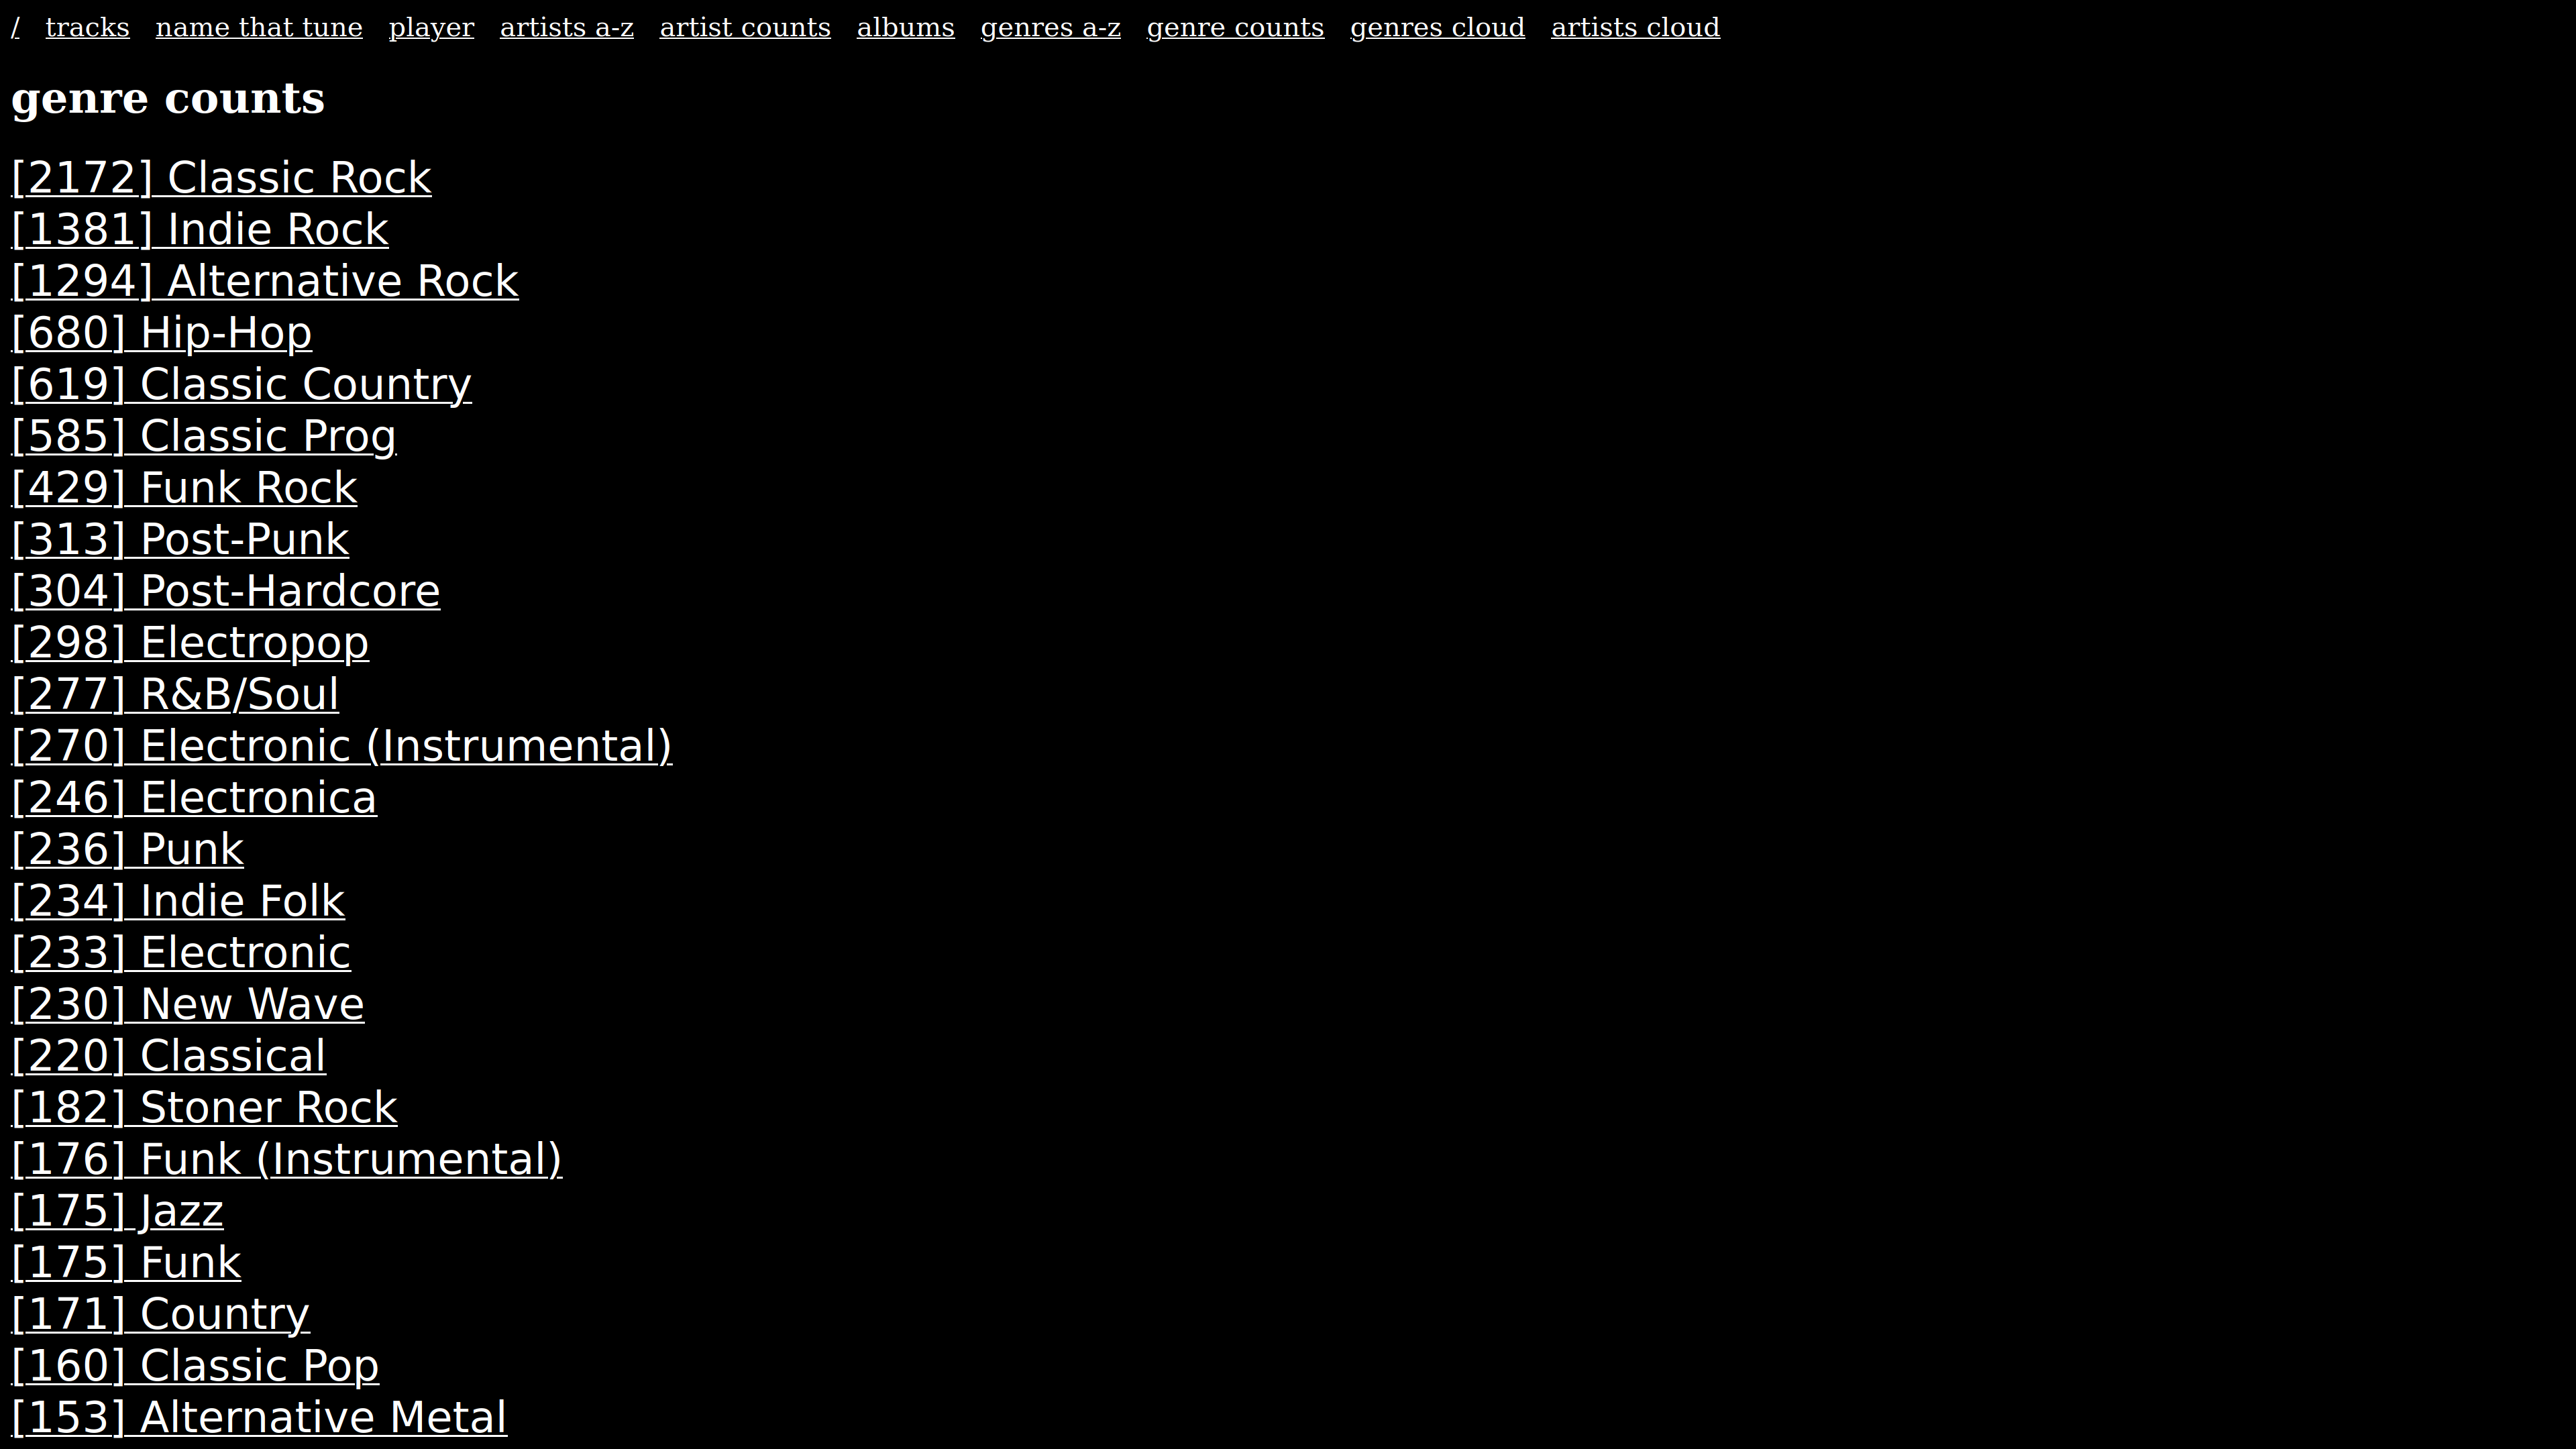 / tracks name that tune player artists a-z artist counts albums genres a-z genre counts genres cloud artists cloud
genre counts
[2172] Classic Rock
[1381] Indie Rock
[1294] Alternative Rock
[680] Hip-Hop
[619] Classic Country
[585] Classic Prog
[429] Funk Rock
[313] Post-Punk
[304] Post-Hardcore
[298] Electropop
[277] R&B/Soul
[270] Electronic (Instrumental)
[246] Electronica
[236] Punk
[234] Indie Folk
[233] Electronic
[230] New Wave
[220] Classical
[182] Stoner Rock
[176] Funk (Instrumental)
[175] Jazz
[175] Funk
[171] Country
[160] Classic Pop
[153] Alternative Metal